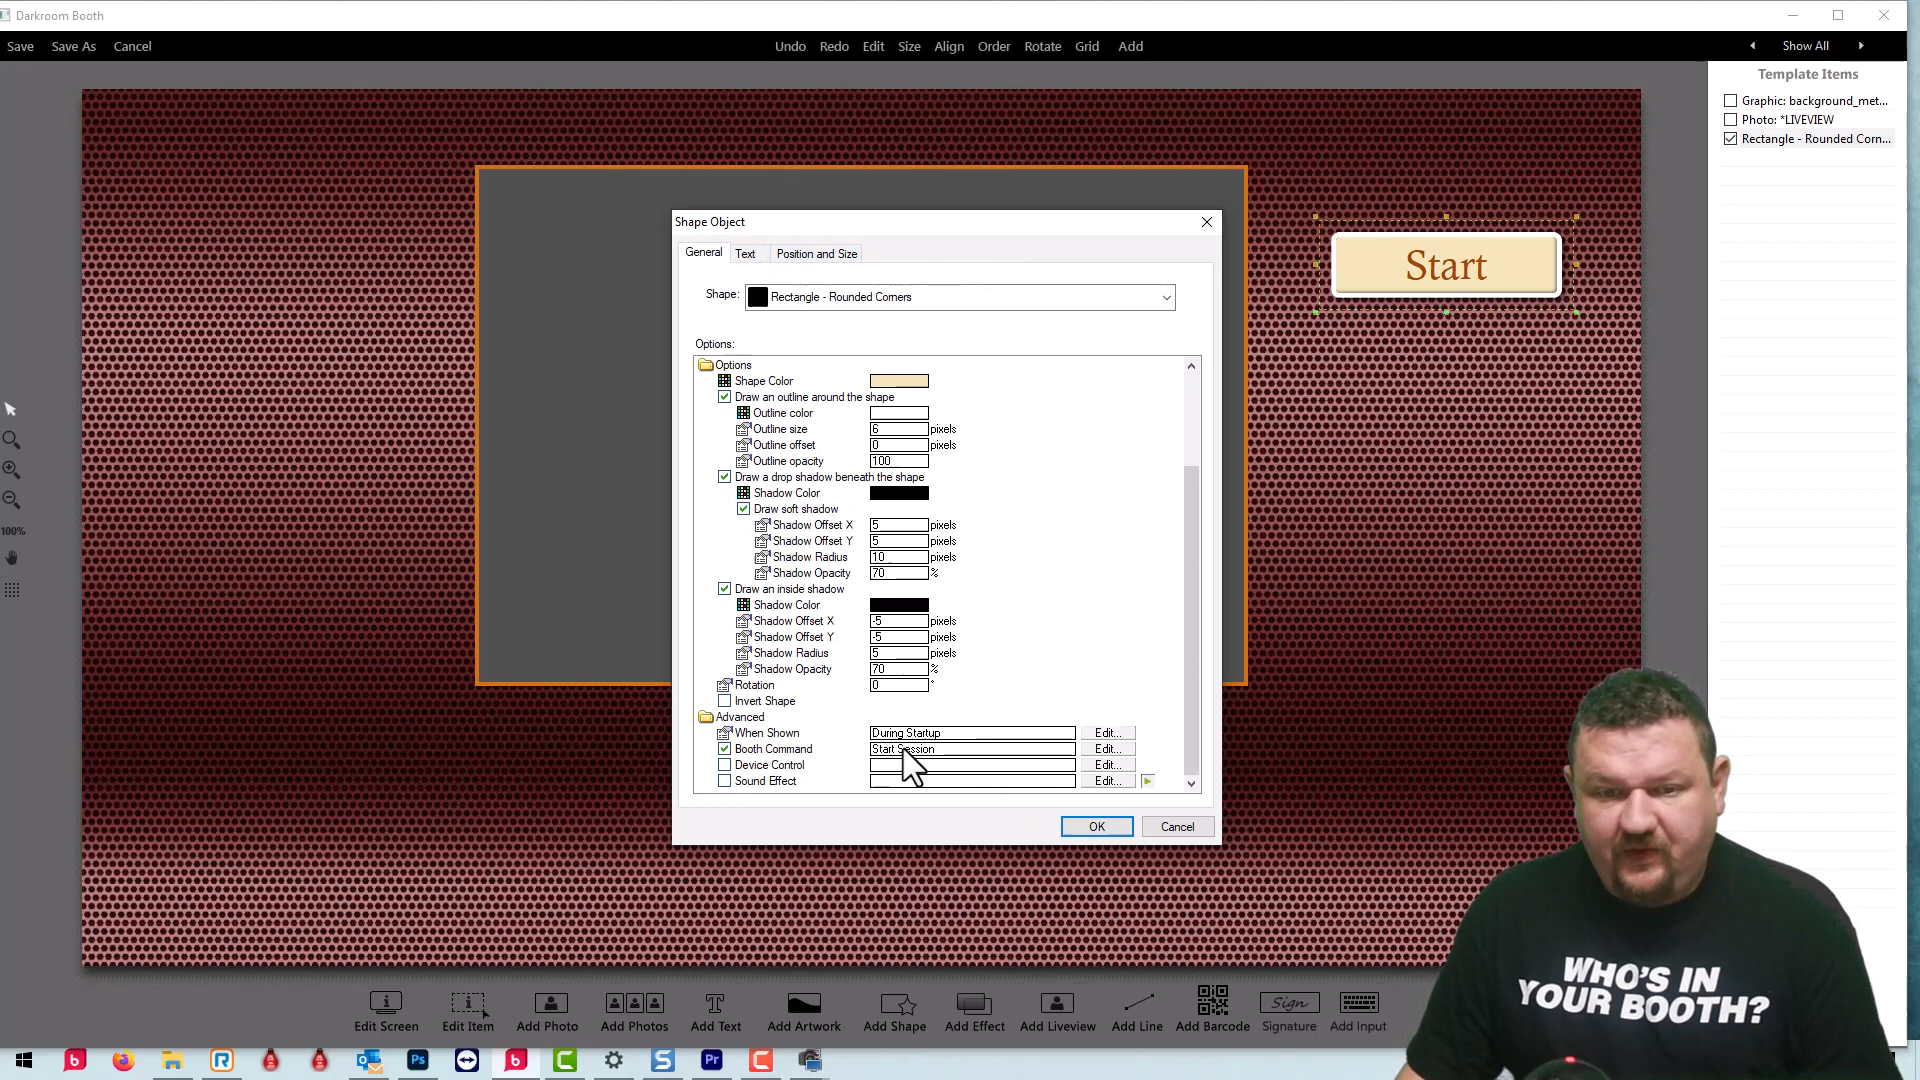 Darkroom Booth
Save Save As Cancel Undo Redo Edit Size Align Order Rotate Grid Add Show All
Template Items
Graphic: background_met...
Photo: *LIVEVIEW
Rectangle - Rounded Corn...
Start
Shape Object
General Text Position and Size
Shape: Rectangle - Rounded Corners
Options:
Options
Shape Color
Draw an outline around the shape
Outline color
Outline size 6 pixels
Outline offset 0 pixels
Outline opacity 100
Draw a drop shadow beneath the shape
Shadow Color
Draw soft shadow
Shadow Offset X 5 pixels
Shadow Offset Y 5 pixels
Shadow Radius 10 pixels
Shadow Opacity 70 %
Draw an inside shadow
Shadow Color
Shadow Offset X -5 pixels
Shadow Offset Y -5 pixels
Shadow Radius 5 pixels
Shadow Opacity 70 %
Rotation 0 °
Invert Shape
Advanced
When Shown During Startup Edit...
Booth Command Start Session Edit...
Device Control Edit...
Sound Effect Edit...
OK Cancel
100%
WHO'S IN
YOUR BOOTH?
Sign
Edit Screen Edit Item Add Photo Add Photos Add Text Add Artwork Add Shape Add Effect Add Liveview Add Line Add Barcode Signature Add Input
b R Ps b C S Pr C